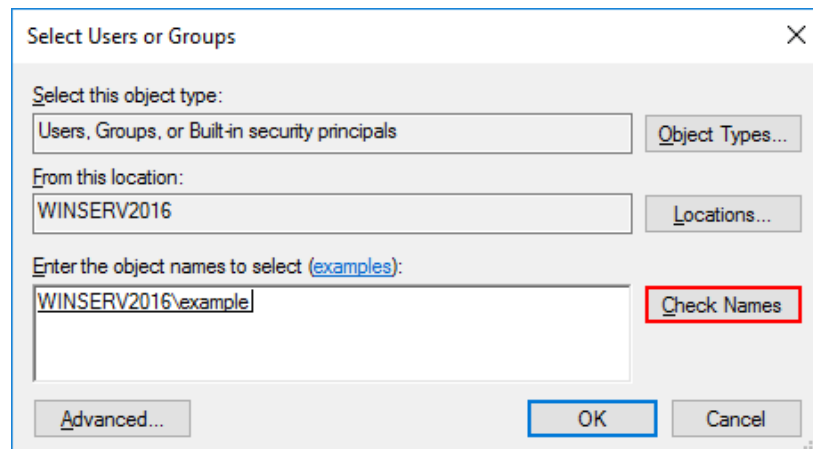 Select Users or Groups
Select this object type:
Users, Groups, or Built-in security principals
Object Types...
From this location:
WINSERV2016
Locations...
Enter the object names to select (examples):
WINSERV2016\example
Check Names
Advanced...
OK
Cancel